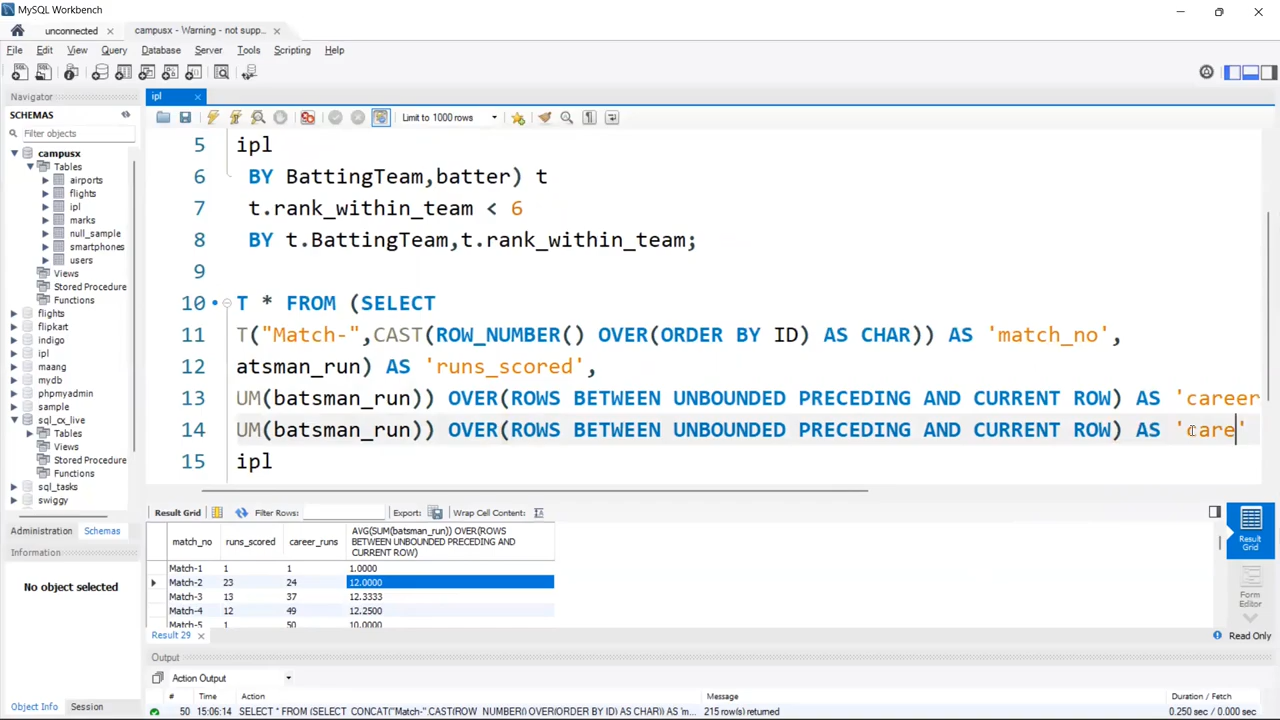 MySQL Workbench
unconnected
campusx - Warning - not supp...
File Edit View Query Database Server Tools Scripting Help
Navigator
SCHEMAS
Filter objects
campusx
Tables
airports
flights
ipl
marks
null_sample
smartphones
users
Views
Stored Procedure
Functions
flights
flipkart
indigo
ipl
maang
mydb
phpmyadmin
sample
sql_cx_live
Tables
Views
Stored Procedure
Functions
sql_tasks
swiggy
Administration Schemas
Information
No object selected
Object Info Session
ipl
Limit to 1000 rows
5 ipl
6 BY BattingTeam,batter) t
7 t.rank_within_team < 6
8 BY t.BattingTeam,t.rank_within_team;
9
10 T * FROM (SELECT
11 T("Match-",CAST(ROW_NUMBER() OVER(ORDER BY ID) AS CHAR)) AS 'match_no',
12 atsman_run) AS 'runs_scored',
13 UM(batsman_run)) OVER(ROWS BETWEEN UNBOUNDED PRECEDING AND CURRENT ROW) AS 'career
14 UM(batsman_run)) OVER(ROWS BETWEEN UNBOUNDED PRECEDING AND CURRENT ROW) AS 'care'
15 ipl
Result Grid Filter Rows: Export: Wrap Cell Content:
match_no runs_scored career_runs AVG(SUM(batsman_run)) OVER(ROWS
BETWEEN UNBOUNDED PRECEDING AND
CURRENT ROW)
Match-1 1 1 1.0000
Match-2 23 24 12.0000
Match-3 13 37 12.3333
Match-4 12 49 12.2500
Match-5 1 50 10.0000
Result Grid
Form Editor
Result 29
Read Only
Output
Action Output
# Time Action Message Duration / Fetch
50 15:06:14 SELECT * FROM (SELECT CONCAT("Match-",CAST(ROW_NUMBER() OVER(ORDER BY ID) AS CHAR)) AS 'm... 215 row(s) returned 0.250 sec / 0.000 sec